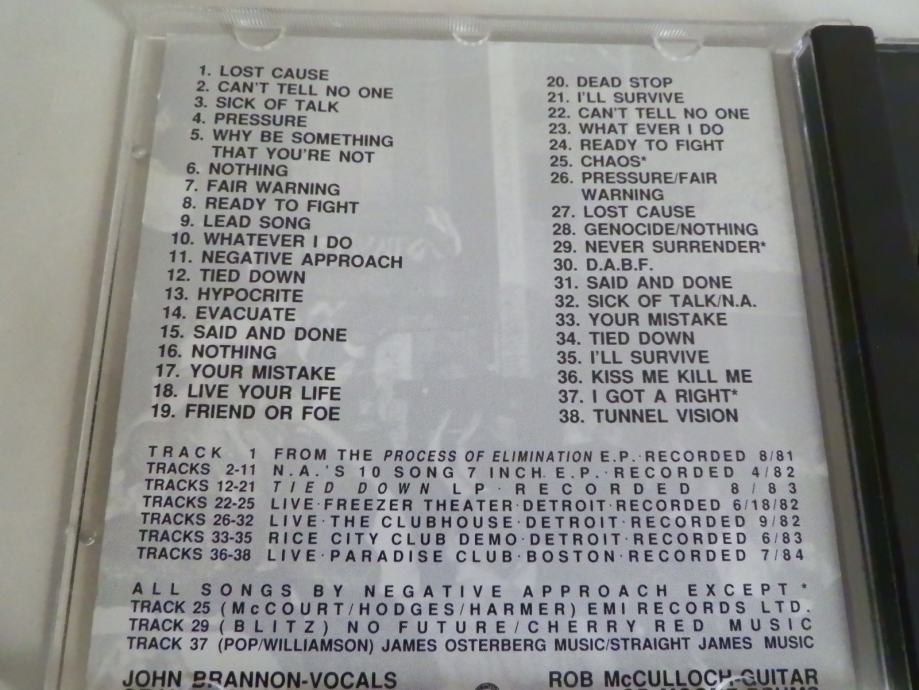 1. LOST CAUSE
2. CAN'T TELL NO ONE
3. SICK OF TALK
4. PRESSURE
5. WHY BE SOMETHING
THAT YOU'RE NOT
6. NOTHING
7. FAIR WARNING
8. READY TO FIGHT
9. LEAD SONG
10. WHATEVER I DO
11. NEGATIVE APPROACH
12. TIED DOWN
13. HYPOCRITE
14. EVACUATE
15. SAID AND DONE
16. NOTHING
17. YOUR MISTAKE
18. LIVE YOUR LIFE
19. FRIEND OR FOE
20. DEAD STOP
21. I'LL SURVIVE
22. CAN'T TELL NO ONE
23. WHAT EVER I DO
24. READY TO FIGHT
25. CHAOS*
26. PRESSURE/FAIR
WARNING
27. LOST CAUSE
28. GENOCIDE/NOTHING
29. NEVER SURRENDER*
30. D.A.B.F.
31. SAID AND DONE
32. SICK OF TALK/N.A.
33. YOUR MISTAKE
34. TIED DOWN
35. I'LL SURVIVE
36. KISS ME KILL ME
37. I GOT A RIGHT*
38. TUNNEL VISION
TRACK 1 FROM THE PROCESS OF ELIMINATION E.P.·RECORDED 8/81
TRACKS 2-11 N.A.'S 10 SONG 7 INCH E.P.·RECORDED 4/82
TRACKS 12-21 TIED DOWN LP RECORDED 8/83
TRACKS 22-25 LIVE·FREEZER THEATER·DETROIT·RECORDED 6/18/82
TRACKS 26-32 LIVE·THE CLUBHOUSE·DETROIT·RECORDED 9/82
TRACKS 33-35 RICE CITY CLUB DEMO·DETROIT·RECORDED 6/83
TRACKS 36-38 LIVE·PARADISE CLUB·BOSTON·RECORDED 7/84
ALL SONGS BY NEGATIVE APPROACH EXCEPT*
TRACK 25 (McCOURT/HODGES/HARMER) EMI RECORDS LTD.
TRACK 29 (BLITZ) NO FUTURE/CHERRY RED MUSIC
TRACK 37 (POP/WILLIAMSON) JAMES OSTERBERG MUSIC/STRAIGHT JAMES MUSIC
JOHN BRANNON-VOCALS ROB McCULLOCH-GUITAR